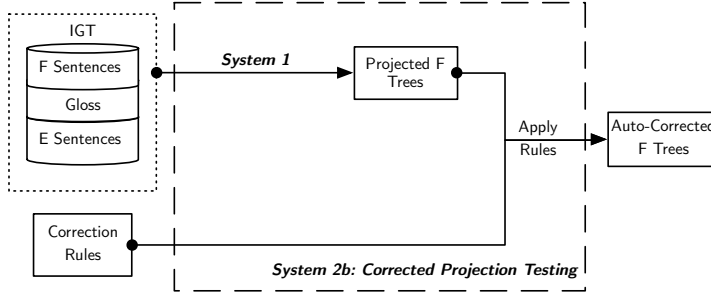 IGT
F Sentences
Gloss
E Sentences
System 1
Projected F
Trees
Apply
Rules
Auto-Corrected
F Trees
Correction
Rules
System 2b: Corrected Projection Testing